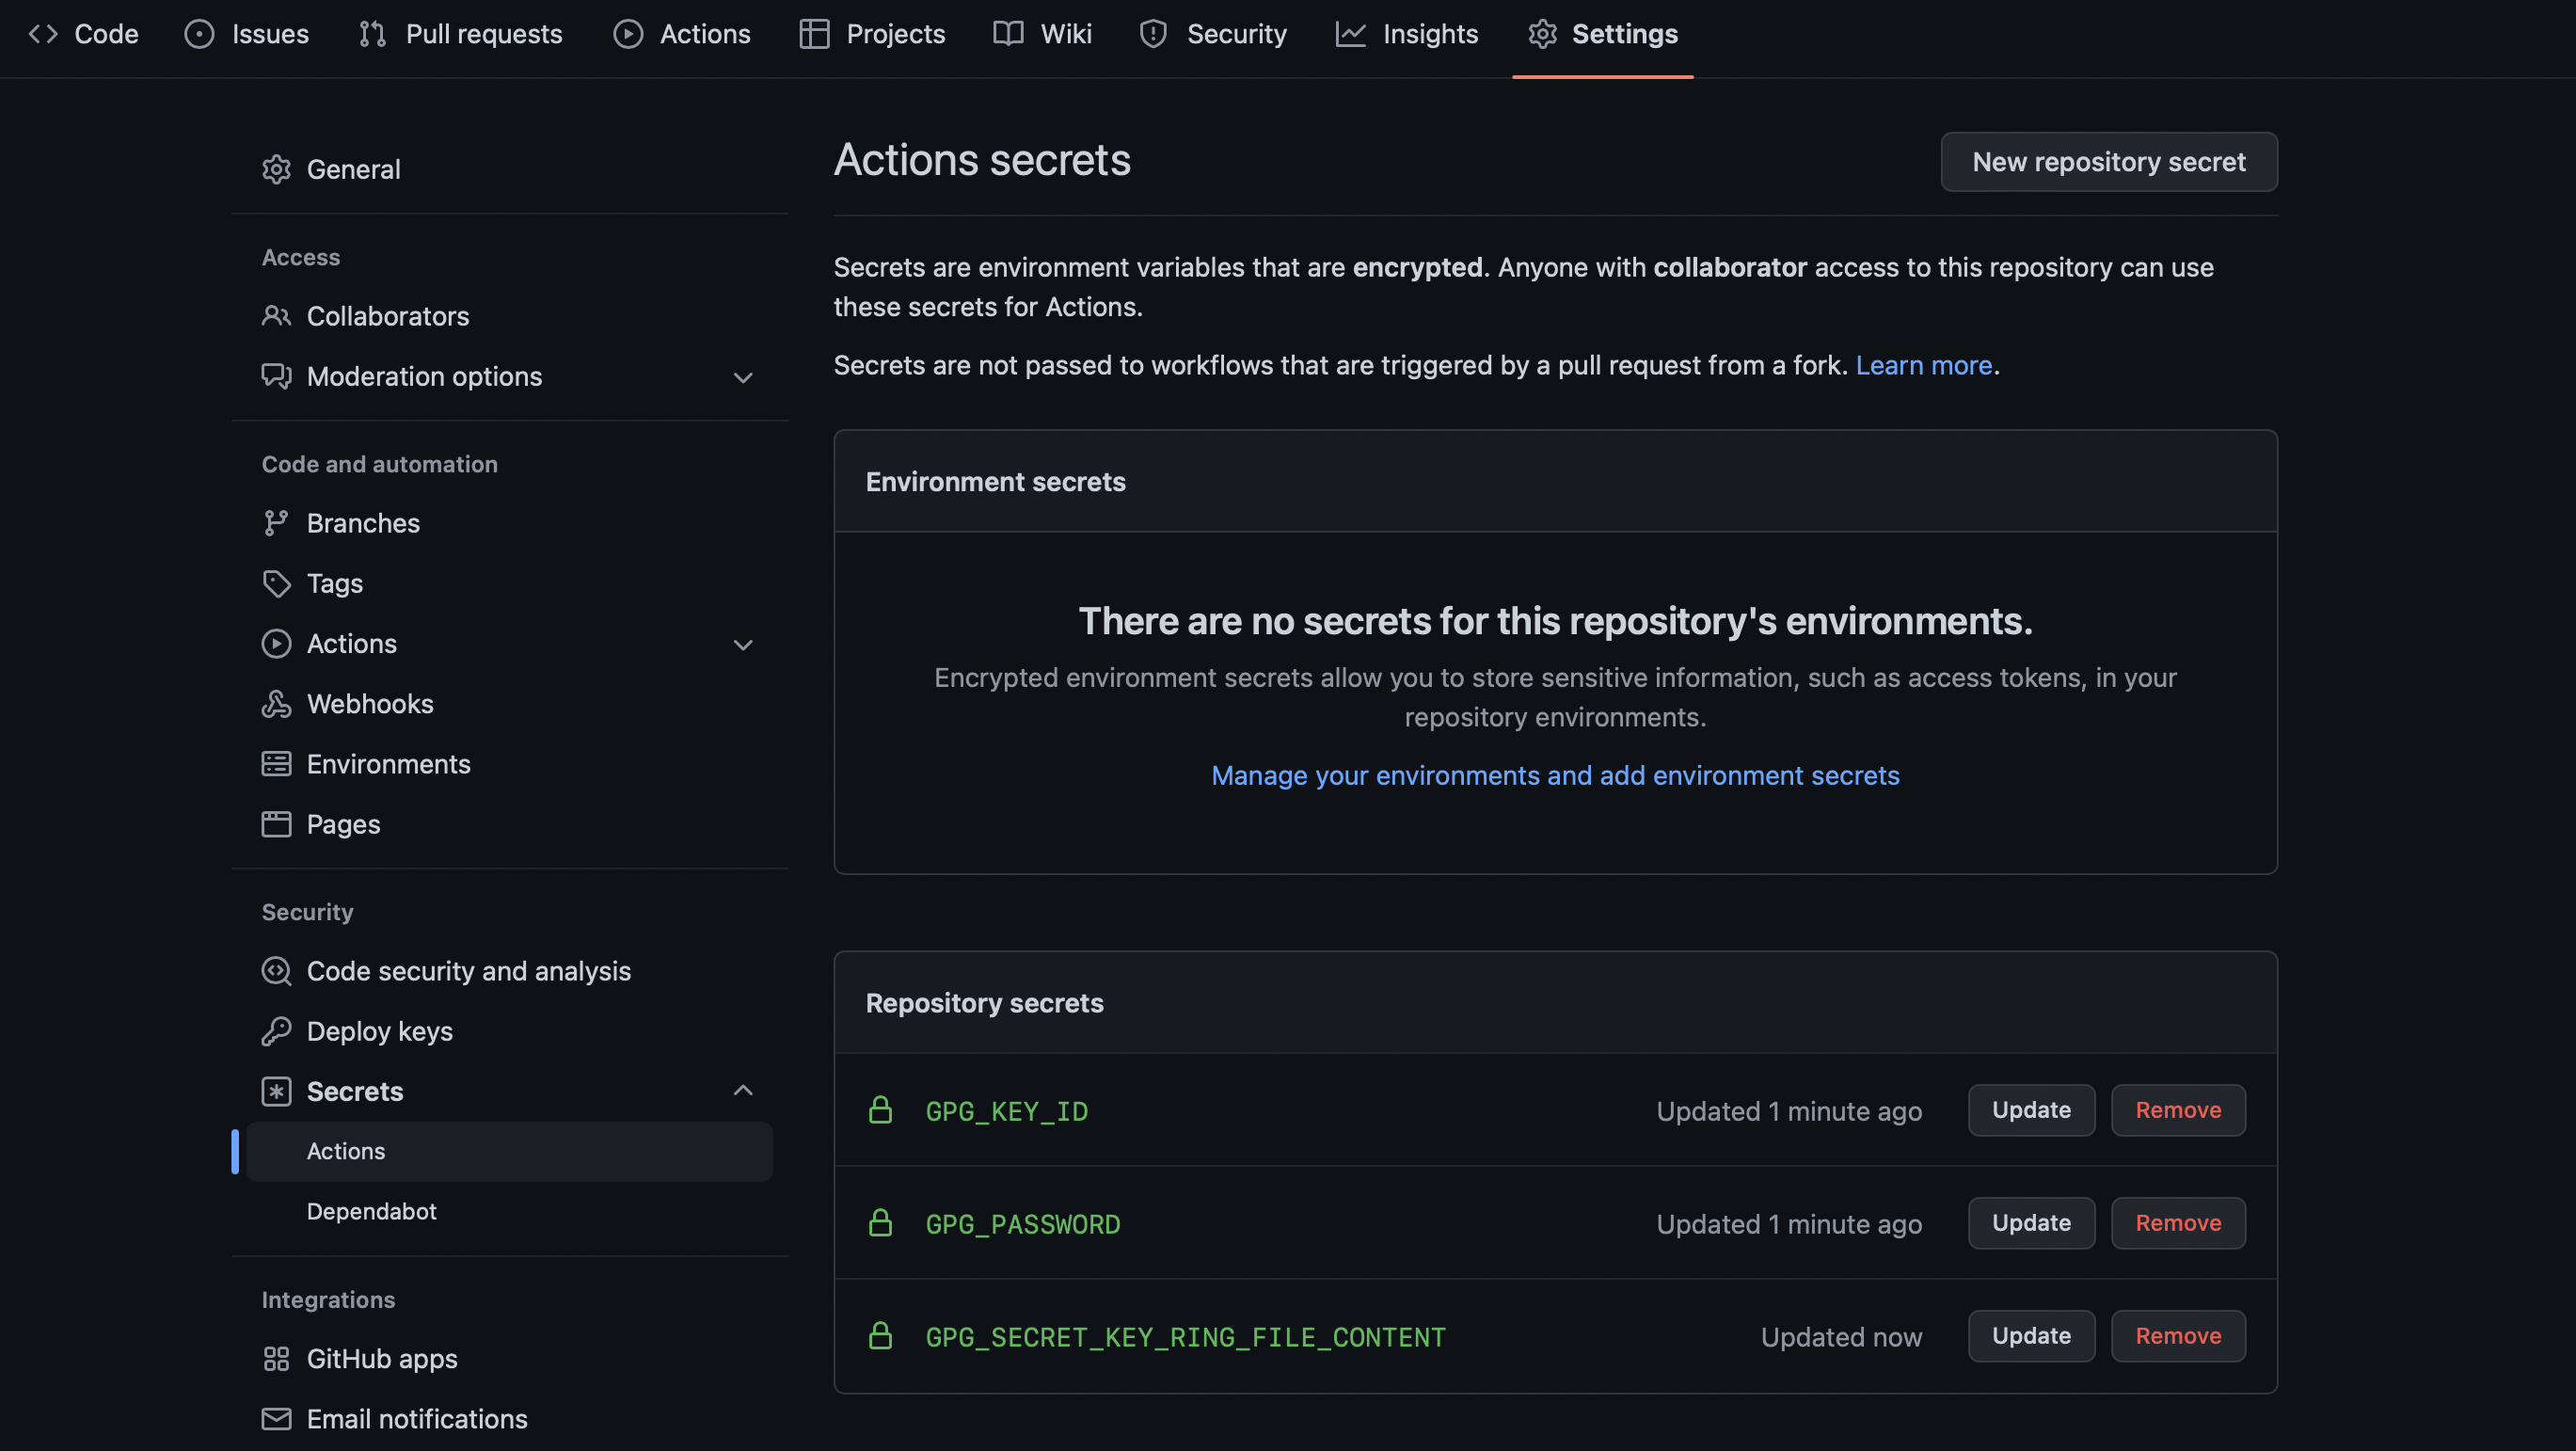 Code Issues Pull requests Actions Projects Wiki Security Insights Settings
General
Access
Collaborators
Moderation options
Code and automation
Branches
Tags
Actions
Webhooks
Environments
Pages
Security
Code security and analysis
Deploy keys
Secrets
Actions
Dependabot
Integrations
GitHub apps
Email notifications
Actions secrets
New repository secret
Secrets are environment variables that are encrypted. Anyone with collaborator access to this repository can use
these secrets for Actions.
Secrets are not passed to workflows that are triggered by a pull request from a fork. Learn more.
Environment secrets
There are no secrets for this repository's environments.
Encrypted environment secrets allow you to store sensitive information, such as access tokens, in your
repository environments.
Manage your environments and add environment secrets
Repository secrets
GPG_KEY_ID Updated 1 minute ago Update Remove
GPG_PASSWORD Updated 1 minute ago Update Remove
GPG_SECRET_KEY_RING_FILE_CONTENT Updated now Update Remove